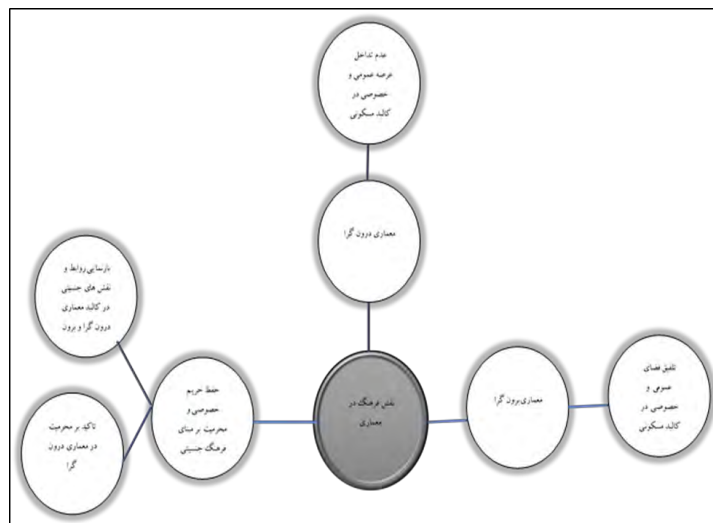 عدم تداخل
عرصه عمومی و
خصوصی در
کالبد مسکونی
معماری درون گرا
بازنمایی روابط و
نقش های جنسیتی
در کالبد معماری
درون گرا و برون
حفظ حریم
خصوصی و
محرمیت بر مبنای
فرهنگ جنسیتی
تاکید بر محرمیت
در معماری درون
گرا
نقش فرهنگ در
معماری
معماری برون گرا
تلفیق فضای
عمومی و
خصوصی در
کالبد مسکونی